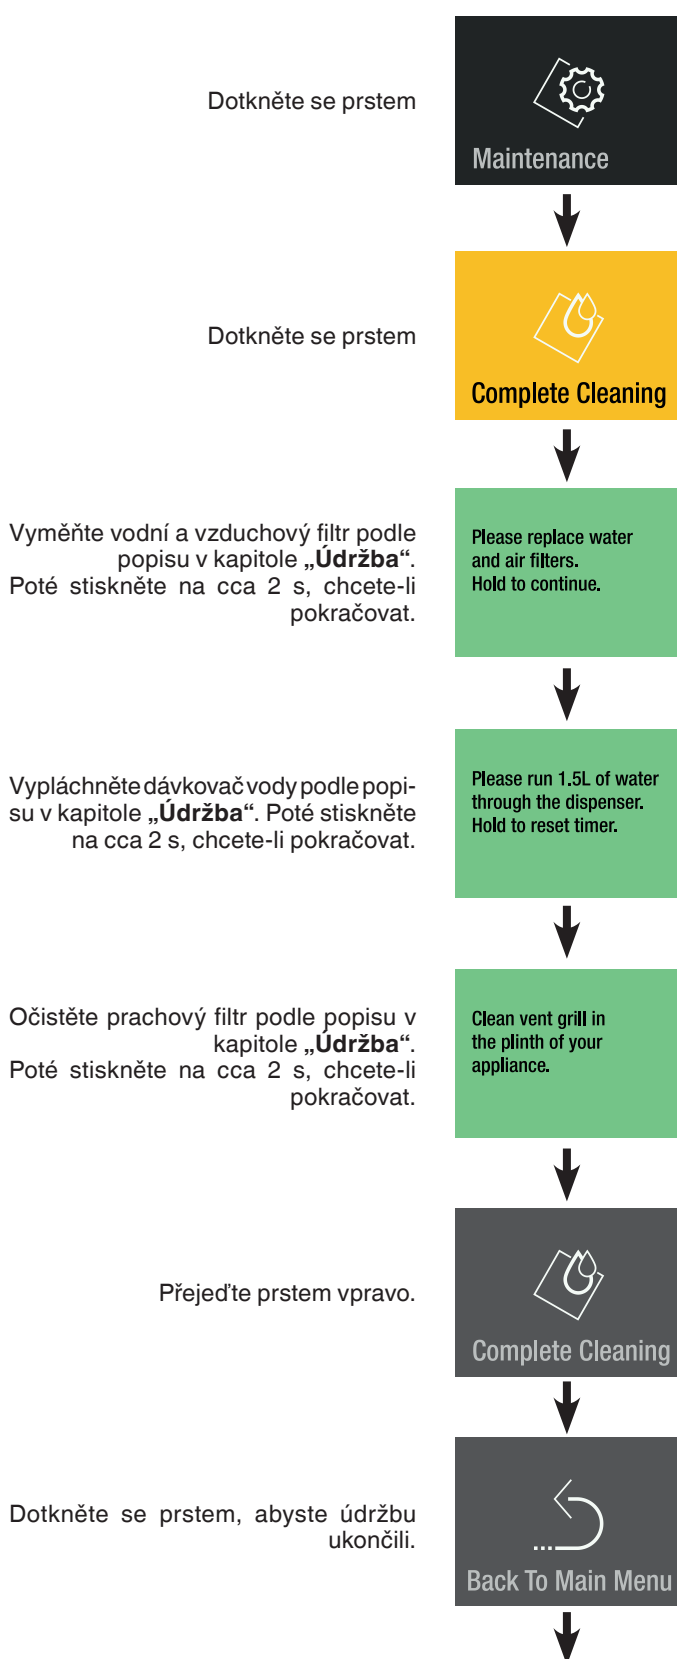 Dotkněte se prstem
Maintenance
Dotkněte se prstem
Complete Cleaning
Vyměňte vodní a vzduchový filtr podle
popisu v kapitole „Údržba“.
Poté stiskněte na cca 2 s, chcete-li
pokračovat.
Please replace water
and air filters.
Hold to continue.
Vypláchněte dávkovač vody podle popi-
su v kapitole „Údržba“. Poté stiskněte
na cca 2 s, chcete-li pokračovat.
Please run 1.5L of water
through the dispenser.
Hold to reset timer.
Očistěte prachový filtr podle popisu v
kapitole „Údržba“.
Poté stiskněte na cca 2 s, chcete-li
pokračovat.
Clean vent grill in
the plinth of your
appliance.
Přejeďte prstem vpravo.
Complete Cleaning
Dotkněte se prstem, abyste údržbu
ukončili.
Back To Main Menu